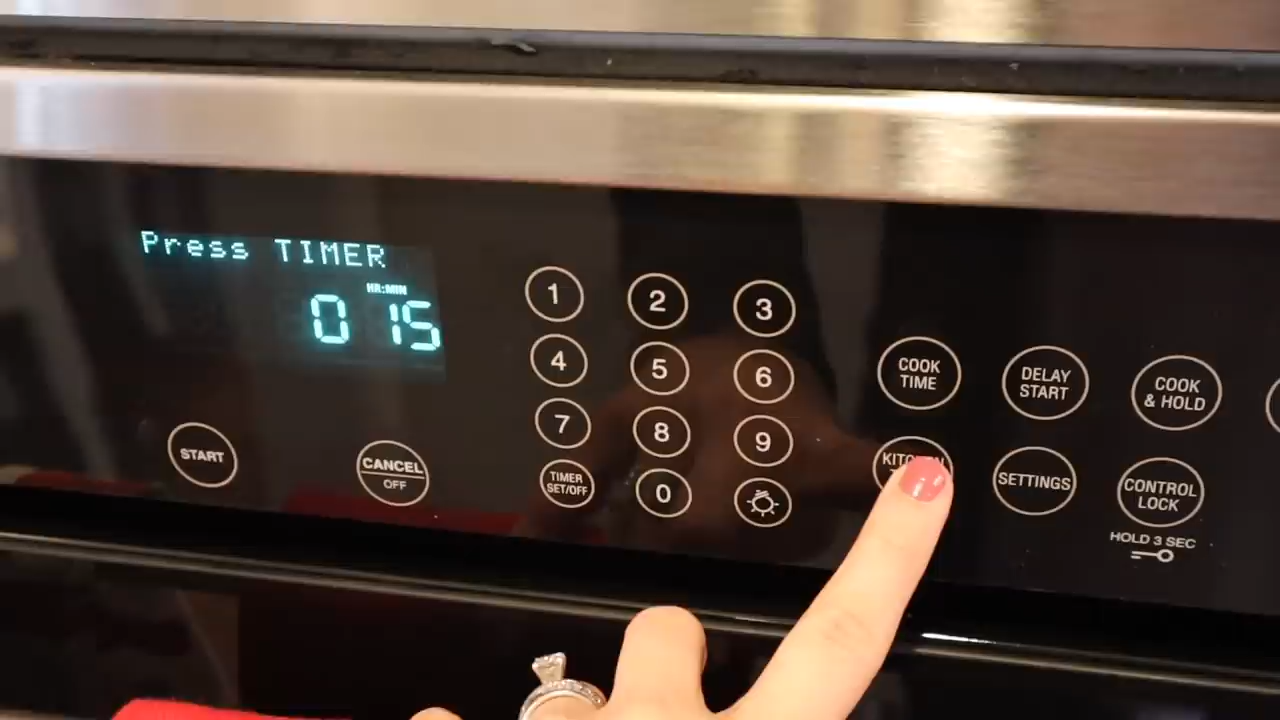 Press TIMER
HR:MIN
0 15
1
2
3
4
5
6
7
8
9
TIMER
SET/OFF
0
START
CANCEL
OFF
COOK
TIME
DELAY
START
COOK
& HOLD
SETTINGS
CONTROL
LOCK
HOLD 3 SEC